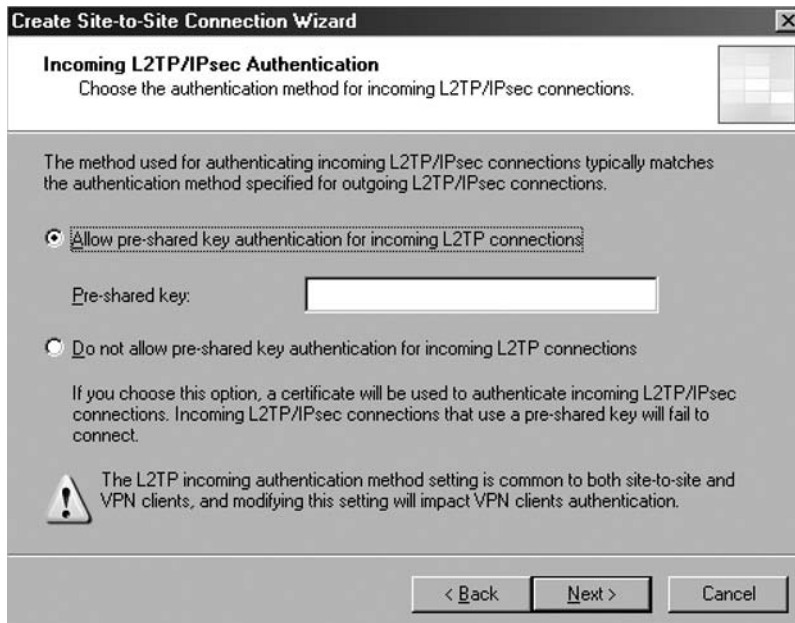 Create Site-to-Site Connection Wizard
Incoming L2TP/IPsec Authentication
Choose the authentication method for incoming L2TP/IPsec connections.
The method used for authenticating incoming L2TP/IPsec connections typically matches
the authentication method specified for outgoing L2TP/IPsec connections.
Allow pre-shared key authentication for incoming L2TP connections
Pre-shared key:
Do not allow pre-shared key authentication for incoming L2TP connections
If you choose this option, a certificate will be used to authenticate incoming L2TP/IPsec
connections. Incoming L2TP/IPsec connections that use a pre-shared key will fail to
connect.
The L2TP incoming authentication method setting is common to both site-to-site and
VPN clients, and modifying this setting will impact VPN clients authentication.
< Back Next > Cancel